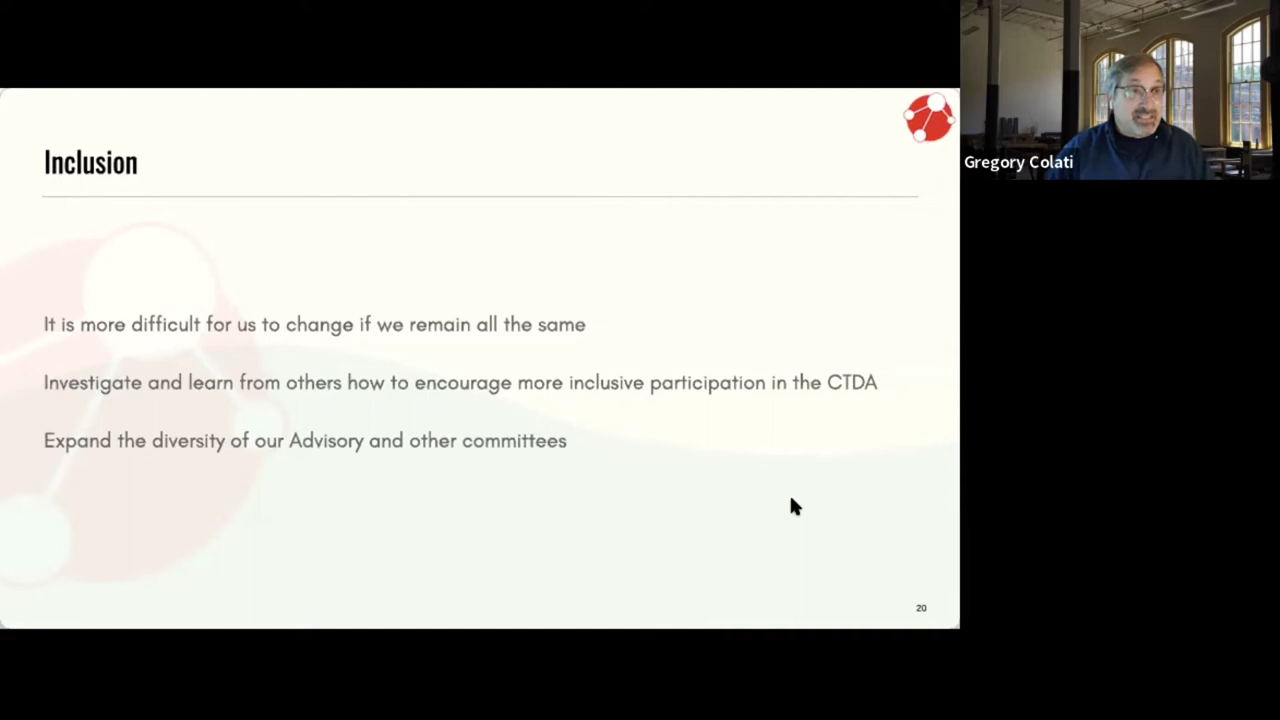 Inclusion
Gregory Colati
It is more difficult for us to change if we remain all the same
Investigate and learn from others how to encourage more inclusive participation in the CTDA
Expand the diversity of our Advisory and other committees
20